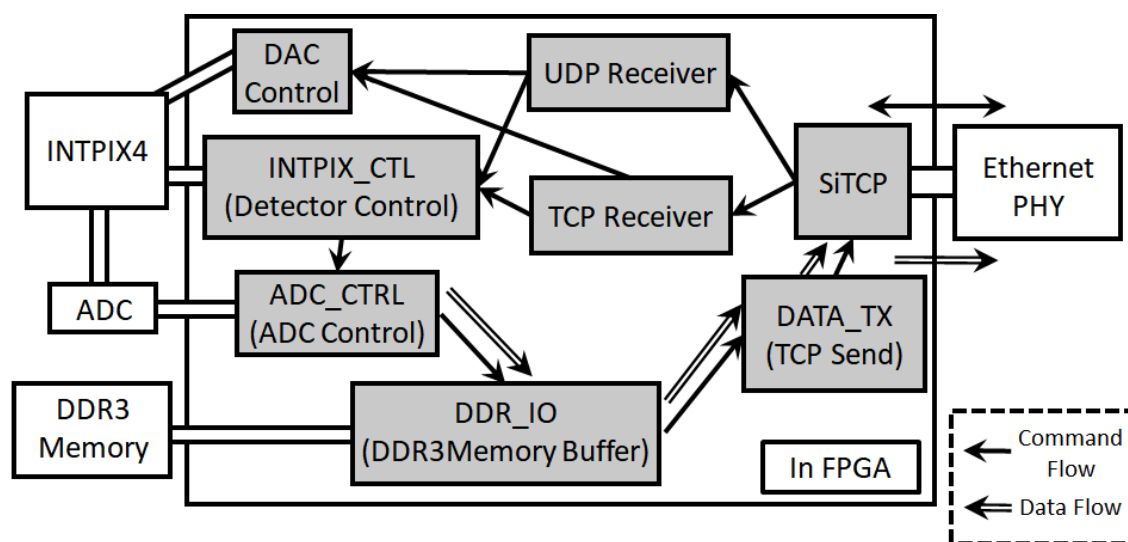 DAC
Control
UDP Receiver
INTPIX4
INTPIX_CTL
(Detector Control)
TCP Receiver
SiTCP
Ethernet
PHY
ADC
ADC_CTRL
(ADC Control)
DATA_TX
(TCP Send)
DDR3
Memory
DDR_IO
(DDR3Memory Buffer)
In FPGA
Command
Flow
Data Flow